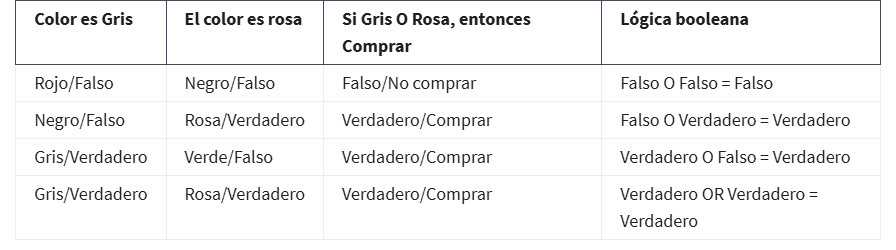 Color es Gris El color es rosa Si Gris O Rosa, entonces Lógica booleana
Comprar
Rojo/Falso Negro/Falso Falso/No comprar Falso O Falso = Falso
Negro/Falso Rosa/Verdadero Verdadero/Comprar Falso O Verdadero = Verdadero
Gris/Verdadero Verde/Falso Verdadero/Comprar Verdadero O Falso = Verdadero
Gris/Verdadero Rosa/Verdadero Verdadero/Comprar Verdadero OR Verdadero =
Verdadero